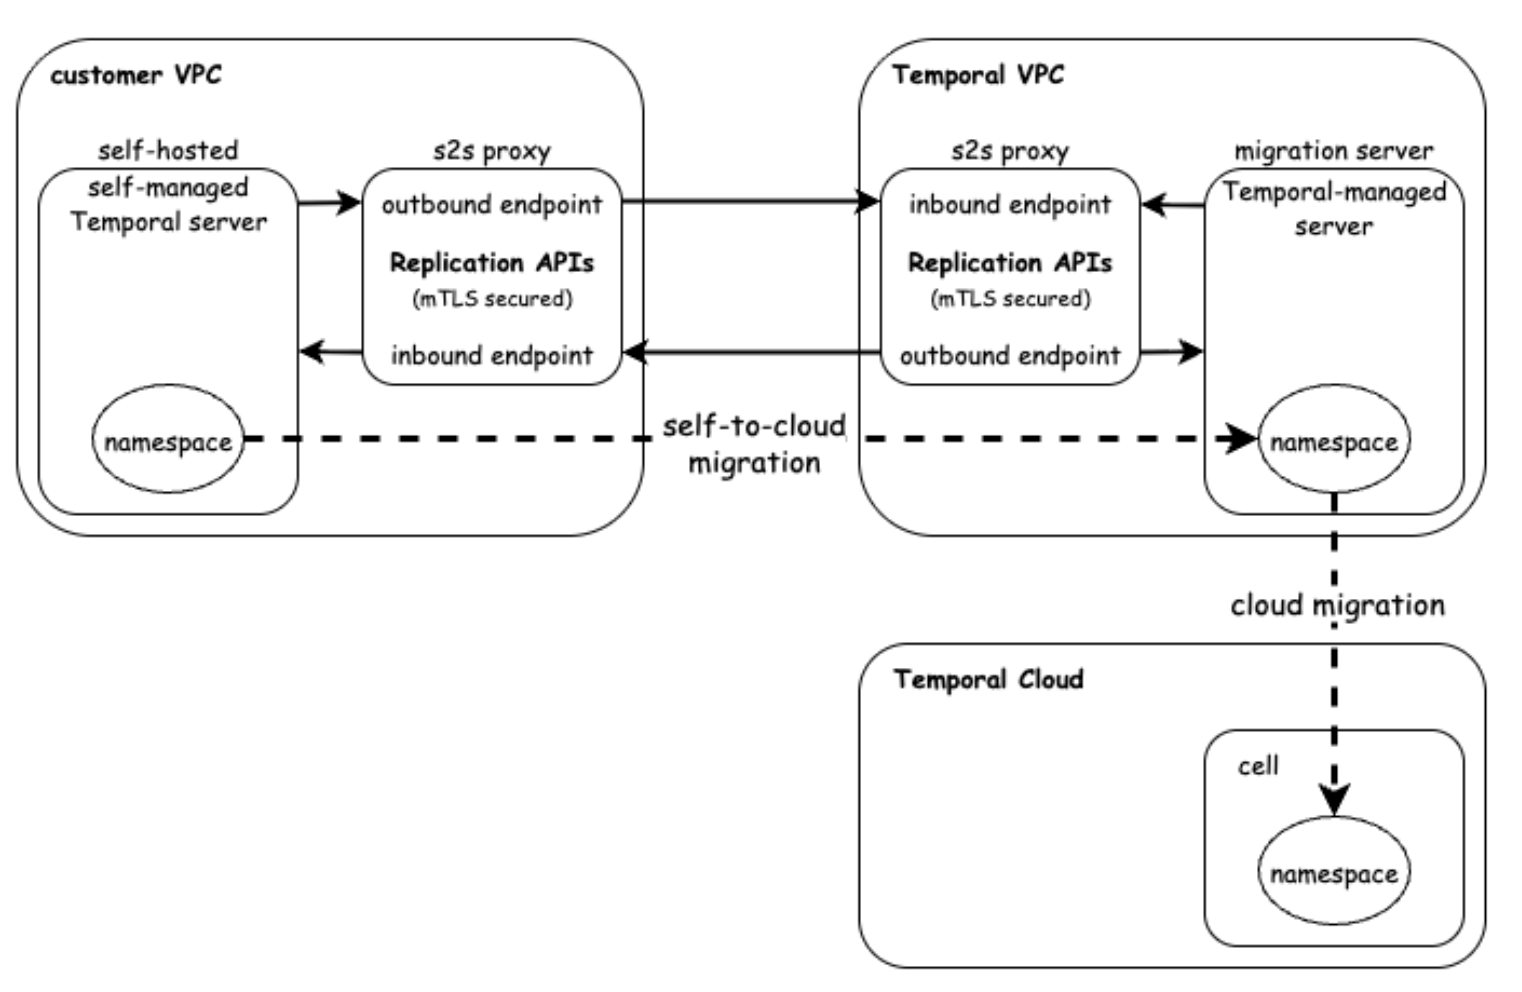 customer VPC
self-hosted
self-managed
Temporal server
namespace
s2s proxy
outbound endpoint
Replication APIs
(mTLS secured)
inbound endpoint
self-to-cloud
migration
Temporal VPC
s2s proxy
inbound endpoint
Replication APIs
(mTLS secured)
outbound endpoint
migration server
Temporal-managed
server
namespace
cloud migration
Temporal Cloud
cell
namespace